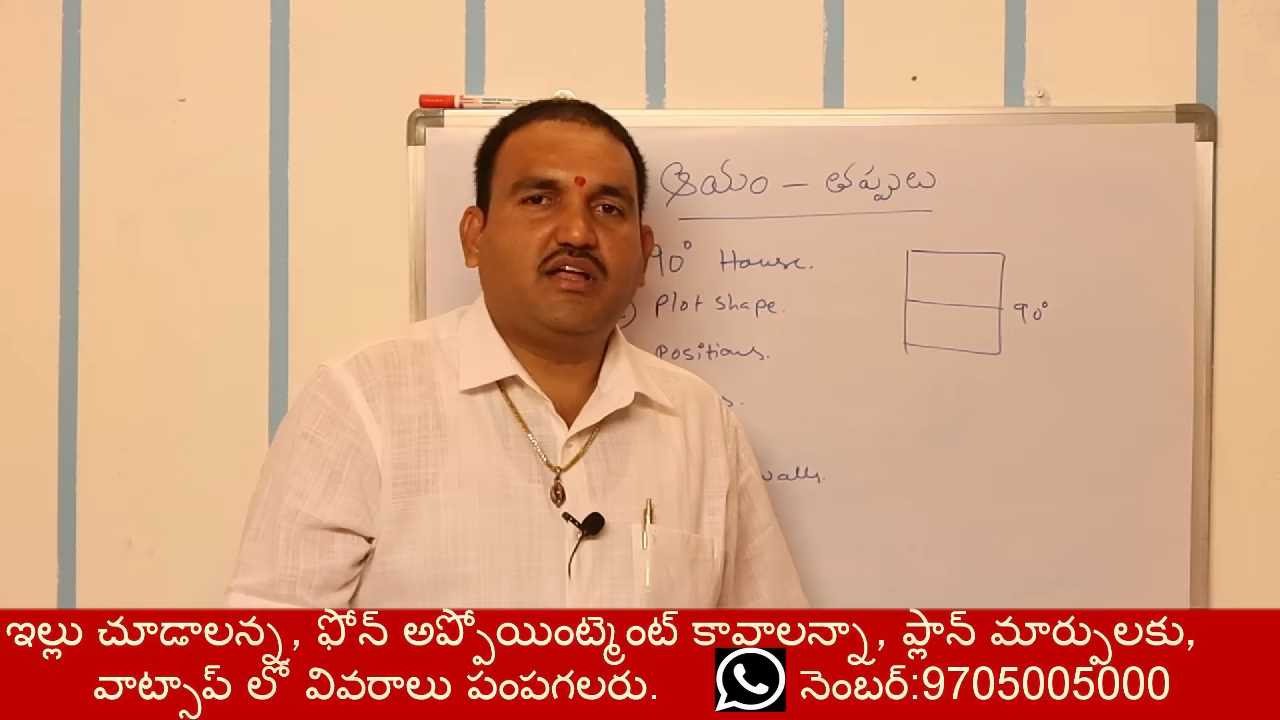 ఆయం – తప్పులు
90° House.
Plot shape.
90°
Positions.
walls.
ఇల్లు చూడాలన్న, ఫోన్ అప్పోయింట్మెంట్ కావాలన్నా, ప్లాన్ మార్పులకు,
వాట్సాప్ లో వివరాలు పంపగలరు. నెంబర్:9705005000